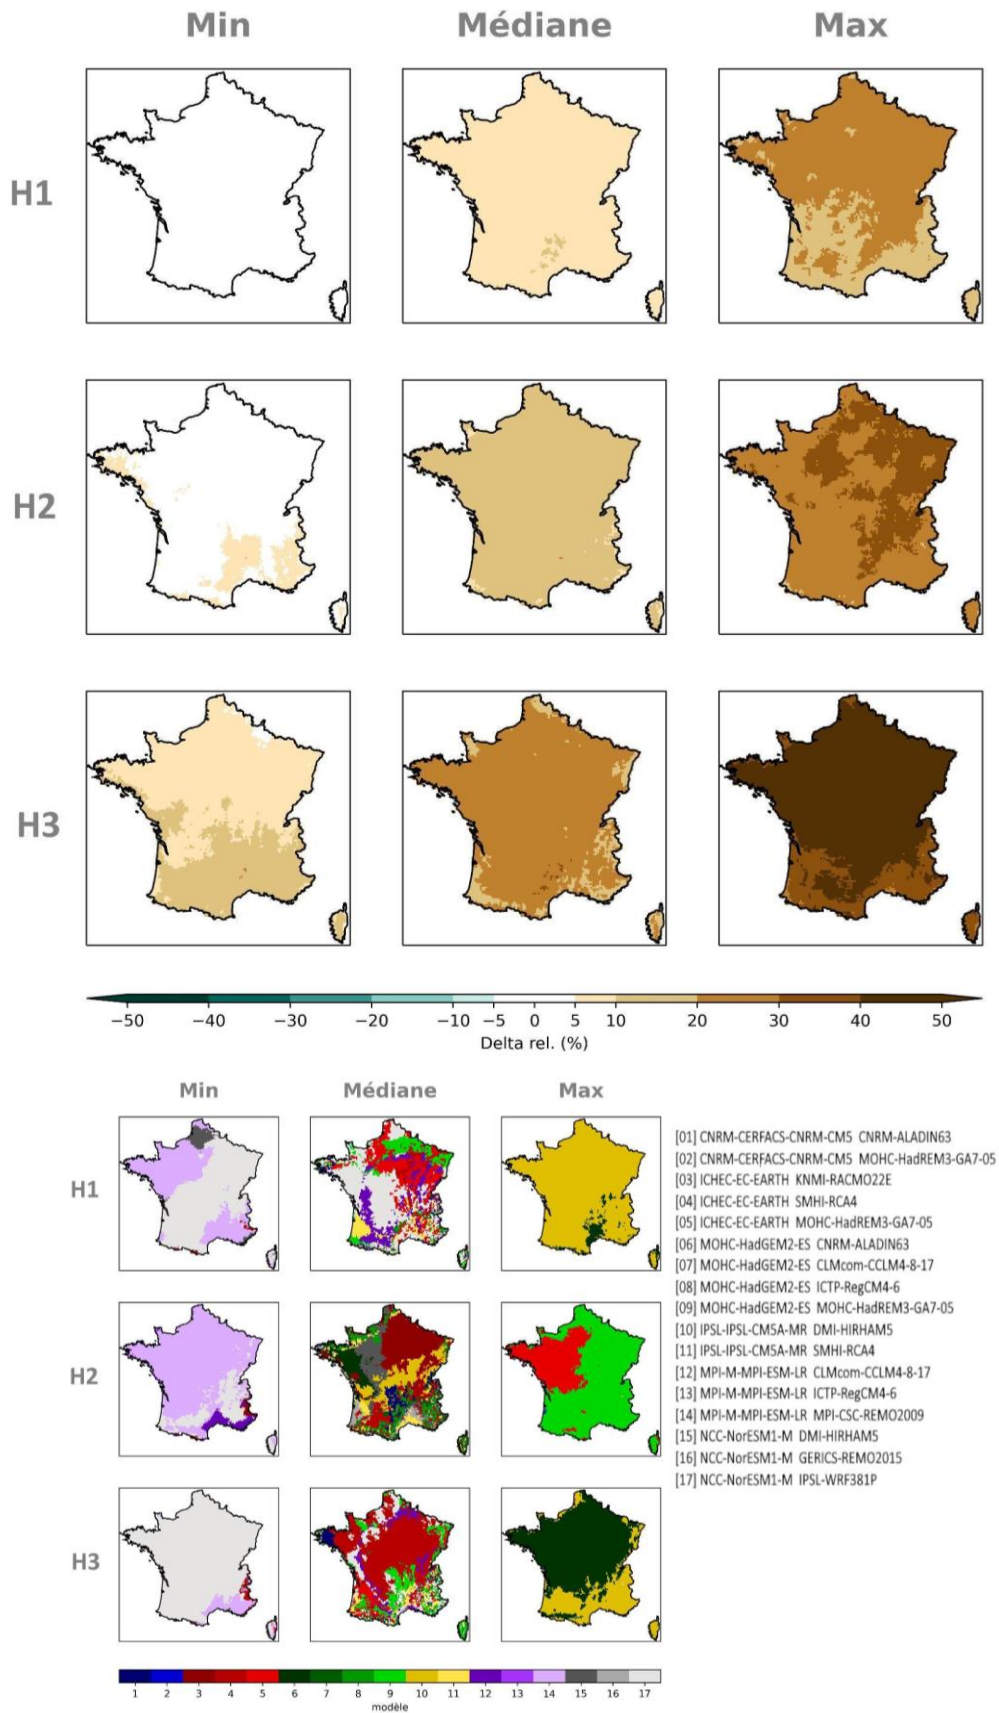 Min Médiane Max
H1
H2
H3
−50 −40 −30 −20 −10 −5 0 5 10 20 30 40 50
Delta rel. (%)
Min Médiane Max
H1
H2
H3
[01] CNRM-CERFACS-CNRM-CM5 CNRM-ALADIN63
[02] CNRM-CERFACS-CNRM-CM5 MOHC-HadREM3-GA7-05
[03] ICHEC-EC-EARTH KNMI-RACMO22E
[04] ICHEC-EC-EARTH SMHI-RCA4
[05] ICHEC-EC-EARTH MOHC-HadREM3-GA7-05
[06] MOHC-HadGEM2-ES CNRM-ALADIN63
[07] MOHC-HadGEM2-ES CLMcom-CCLM4-8-17
[08] MOHC-HadGEM2-ES ICTP-RegCM4-6
[09] MOHC-HadGEM2-ES MOHC-HadREM3-GA7-05
[10] IPSL-IPSL-CM5A-MR DMI-HIRHAM5
[11] IPSL-IPSL-CM5A-MR SMHI-RCA4
[12] MPI-M-MPI-ESM-LR CLMcom-CCLM4-8-17
[13] MPI-M-MPI-ESM-LR ICTP-RegCM4-6
[14] MPI-M-MPI-ESM-LR MPI-CSC-REMO2009
[15] NCC-NorESM1-M DMI-HIRHAM5
[16] NCC-NorESM1-M GERICS-REMO2015
[17] NCC-NorESM1-M IPSL-WRF381P
1 2 3 4 5 6 7 8 9 10 11 12 13 14 15 16 17
modèle